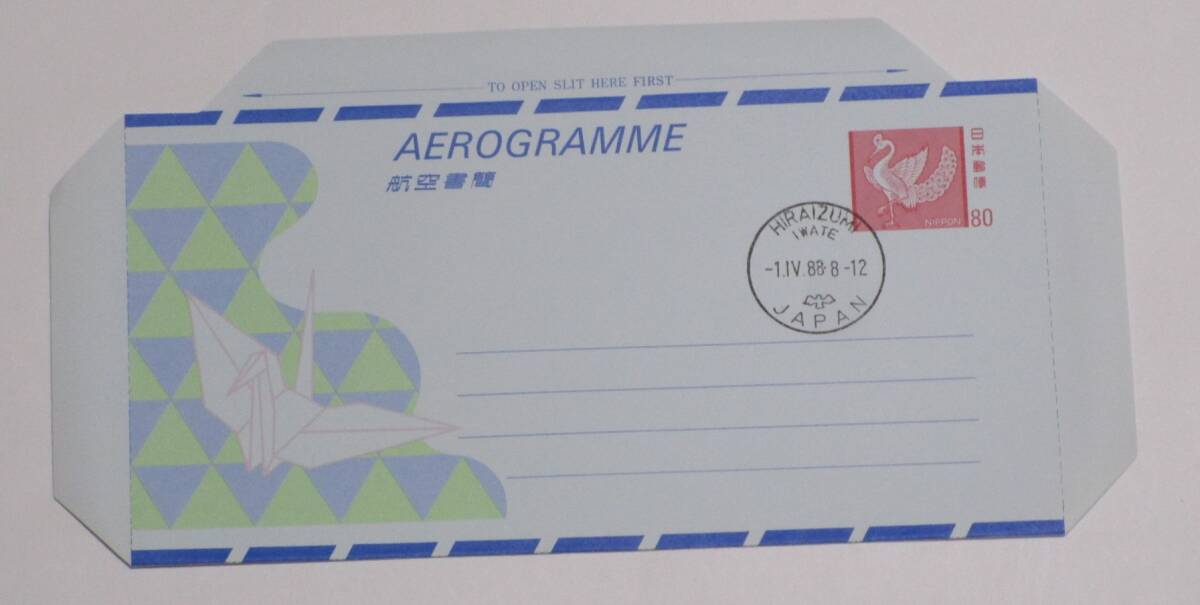 TO OPEN SLIT HERE FIRST
AEROGRAMME
航空書簡
日本郵便
NIPPON 80
HIRAIZUMI
IWATE
-1.IV.88 8-12
JAPAN